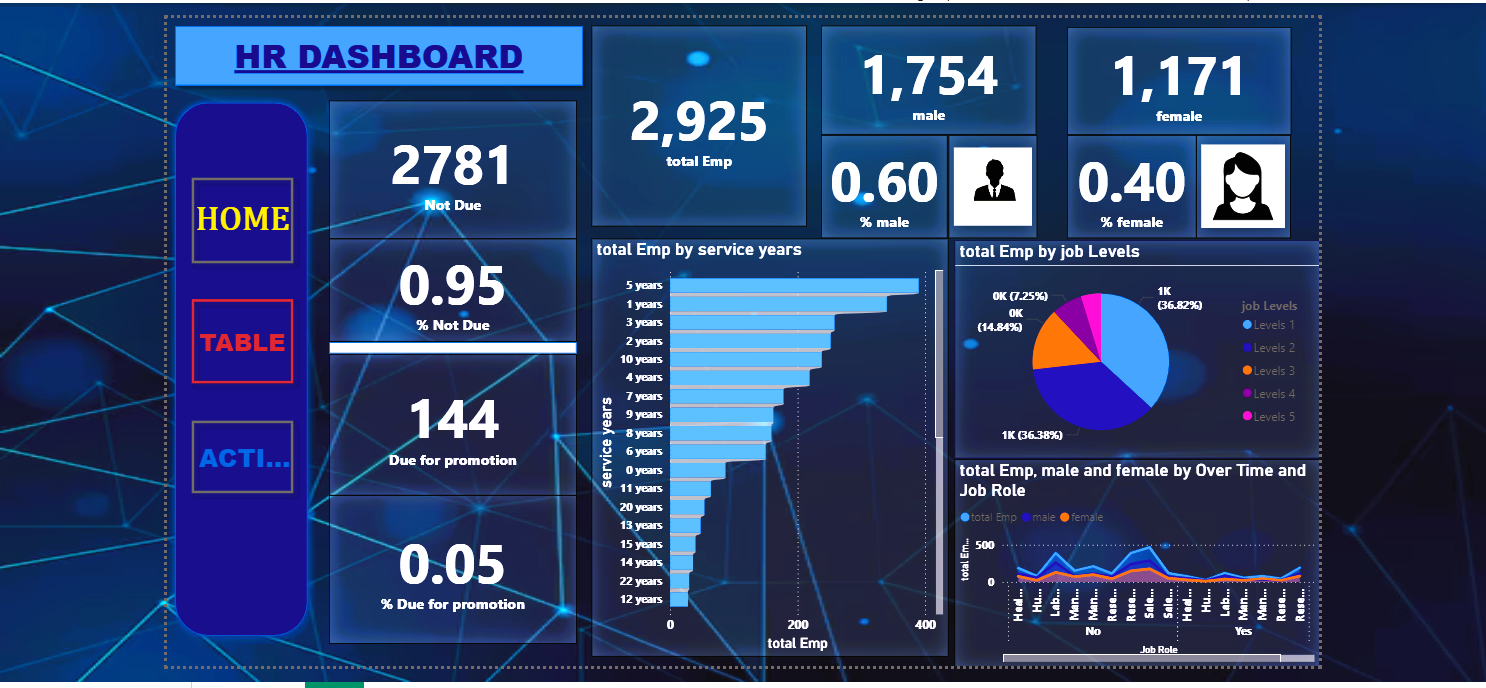 HR DASHBOARD
HOME
TABLE
ACTI...
2781
Not Due
0.95
% Not Due
144
Due for promotion
0.05
% Due for promotion
2,925
total Emp
1,754
male
0.60
% male
1,171
female
0.40
% female
total Emp by service years
service years
5 years
1 years
3 years
2 years
10 years
4 years
7 years
9 years
8 years
6 years
0 years
11 years
20 years
13 years
15 years
14 years
22 years
12 years
0 200 400
total Emp
total Emp by job Levels
0K (7.25%)
0K
(14.84%)
1K
(36.82%)
1K (36.38%)
job Levels
Levels 1
Levels 2
Levels 3
Levels 4
Levels 5
total Emp, male and female by Over Time and
Job Role
total Emp male female
total Em...
500
0
Heal... Hu... Lab... Man... Man... Rese... Rese... Sale... Sale... Heal... Hu... Lab... Man... Man... Rese... Rese...
No Yes
Job Role